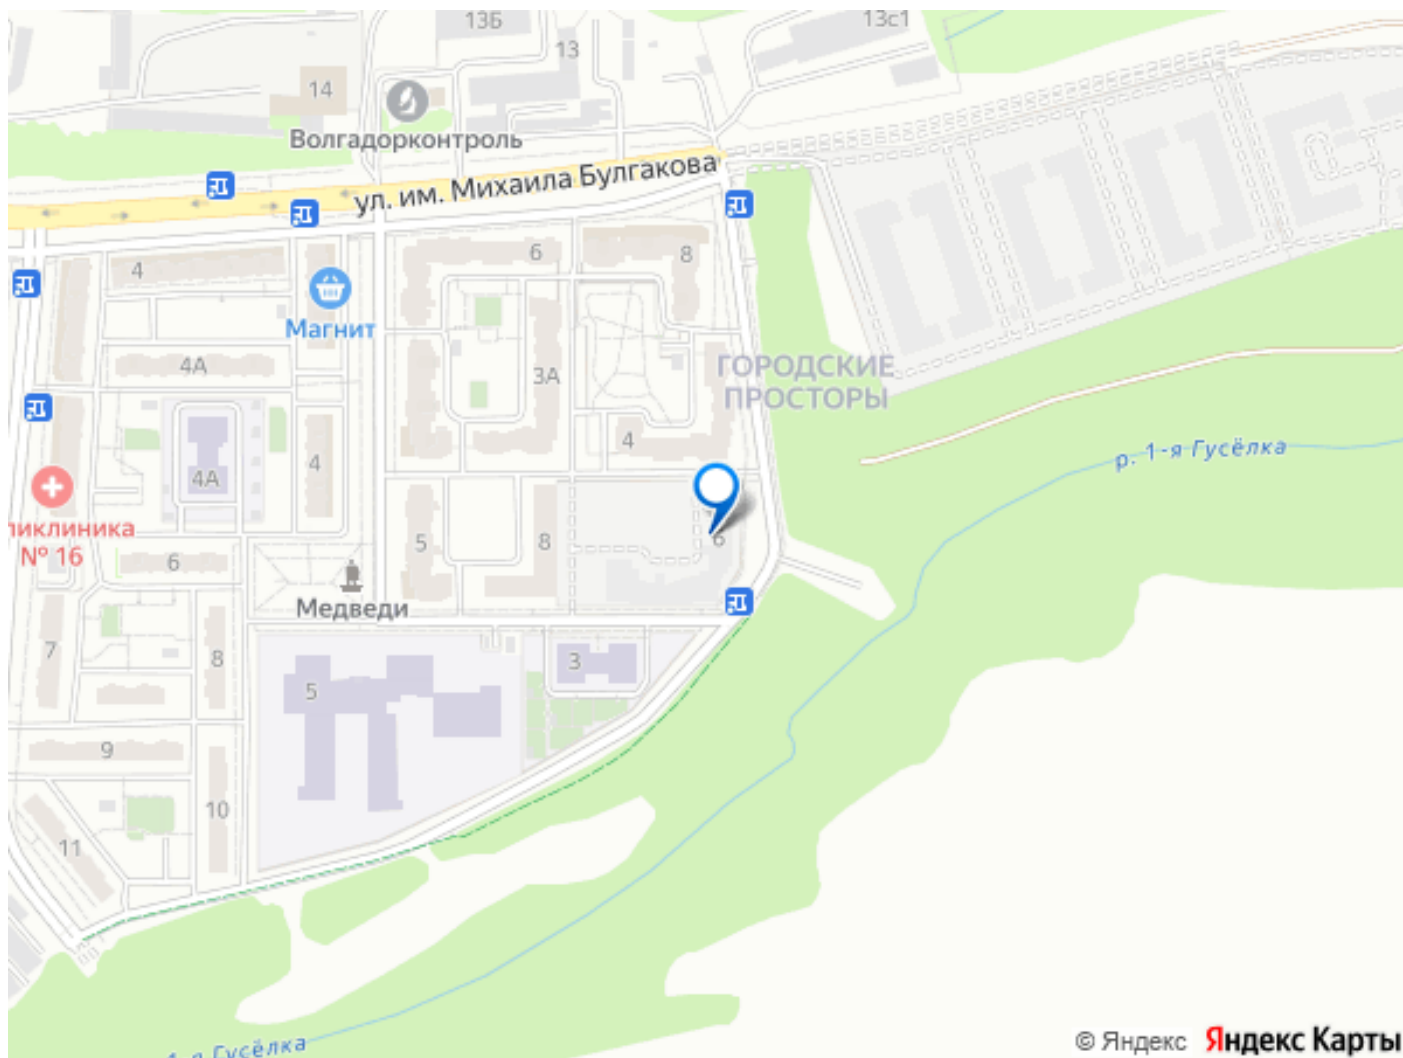 13Б
13с1
13
14
Волгадорконтроль
ул. им. Михаила Булгакова
6
8
4
Магнит
4А
3А
ГОРОДСКИЕ
ПРОСТОРЫ
4
р. 1-я Гусёлка
4
4А
ликлиника
№ 16
5
8
6
6
Медведи
7
8
3
5
9
10
11
1-я Гусёлка
© Яндекс Яндекс Карты